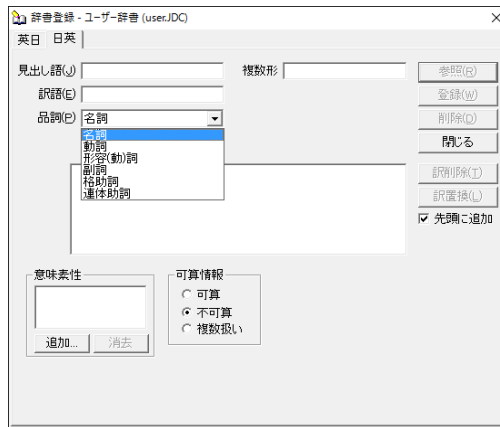 辞書登録 - ユーザー辞書 (user.JDC)
英日 日英
見出し語(J) 複数形 参照(R)
訳語(E) 登録(W)
品詞(P) 名詞 削除(D)
名詞
動詞
形容(動)詞
副詞
格助詞
連体助詞
閉じる
訳削除(T)
訳置換(L)
先頭に追加
意味素性 可算情報
可算
不可算
複数扱い
追加... 消去